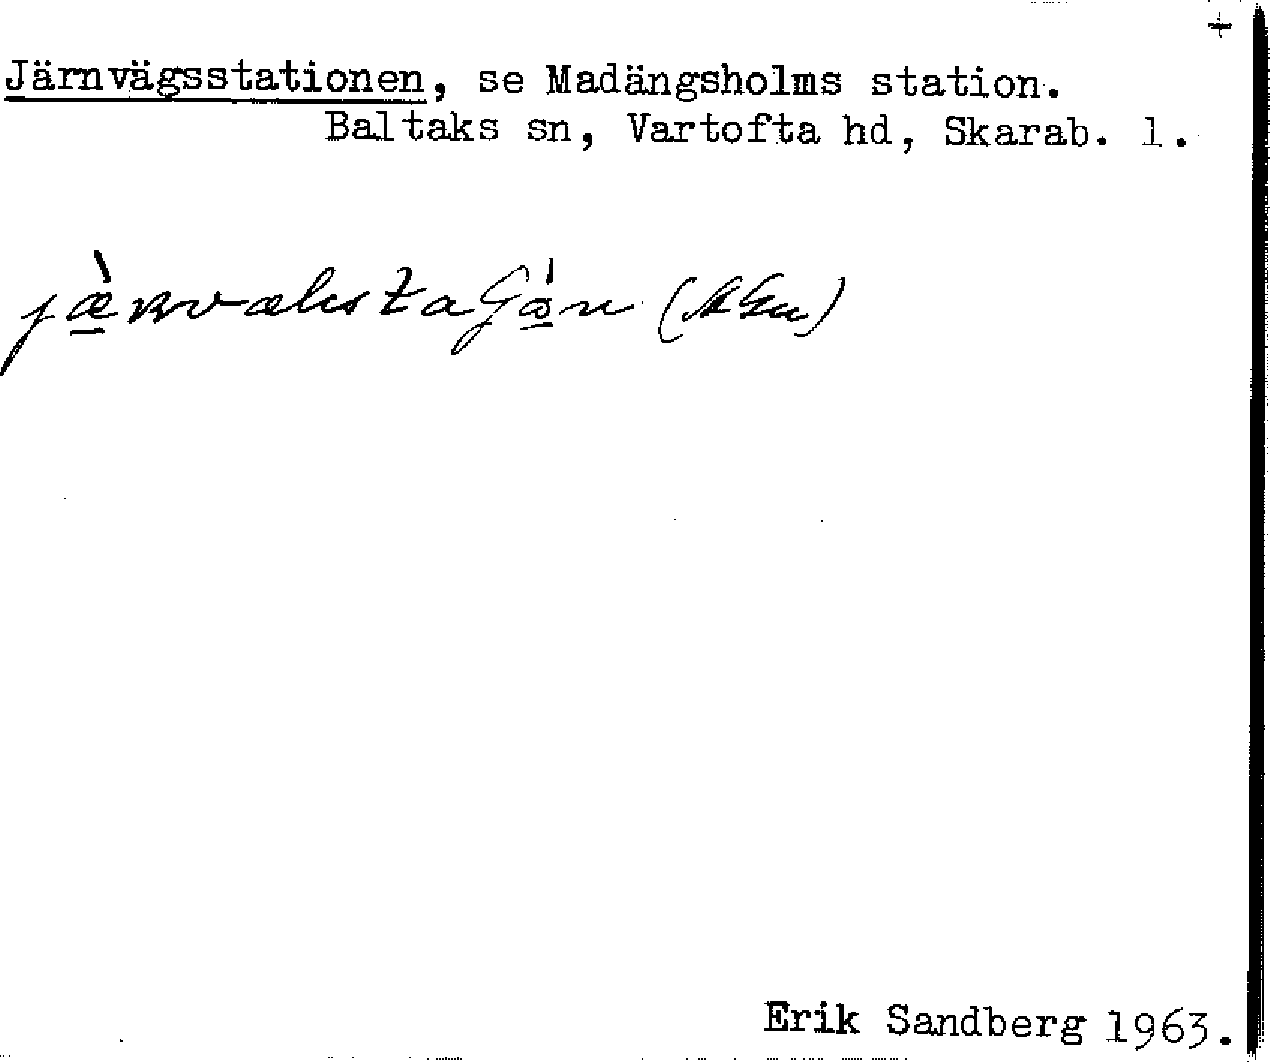 +
Järnvägsstationen, se Madängsholms station.
Baltaks sn, Vartofta hd, Skarab. l.
Erik Sandberg 1963.